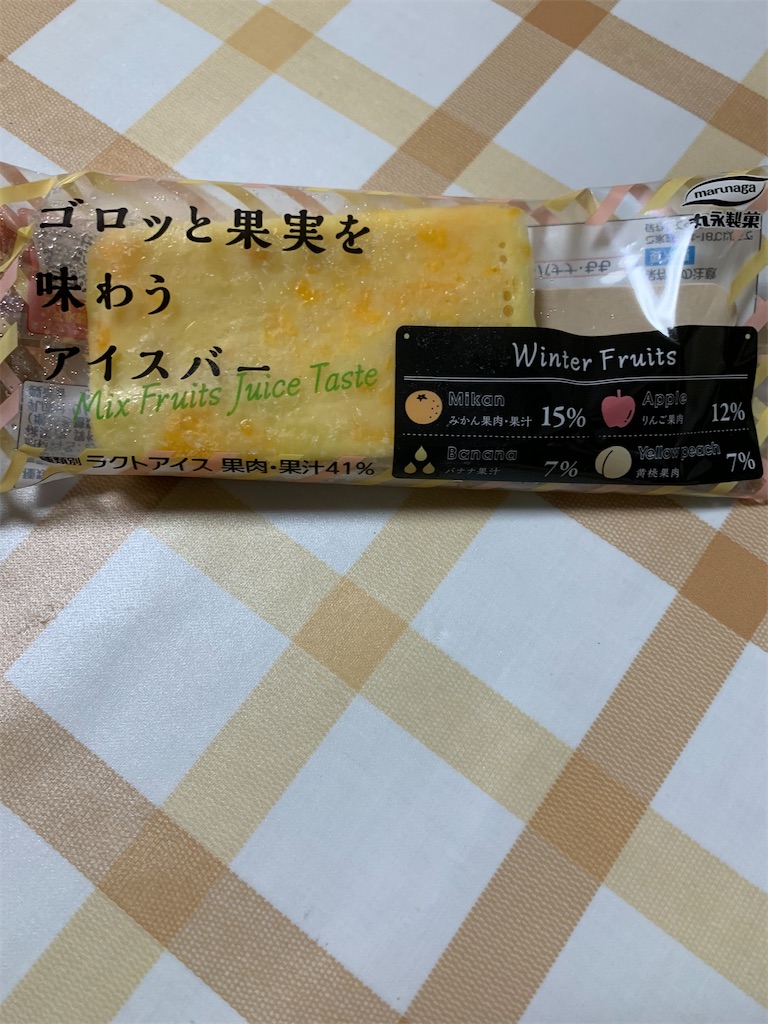 ゴロッと果実を
味わう
アイスバー
Mix Fruits Juice Taste
種類別 ラクトアイス 果肉・果汁41%
marunaga
丸永製菓
Winter Fruits
Mikan
みかん果肉・果汁 15%
Apple
りんご果肉 12%
Banana
バナナ果汁 7%
Yellow peach
黄桃果肉 7%